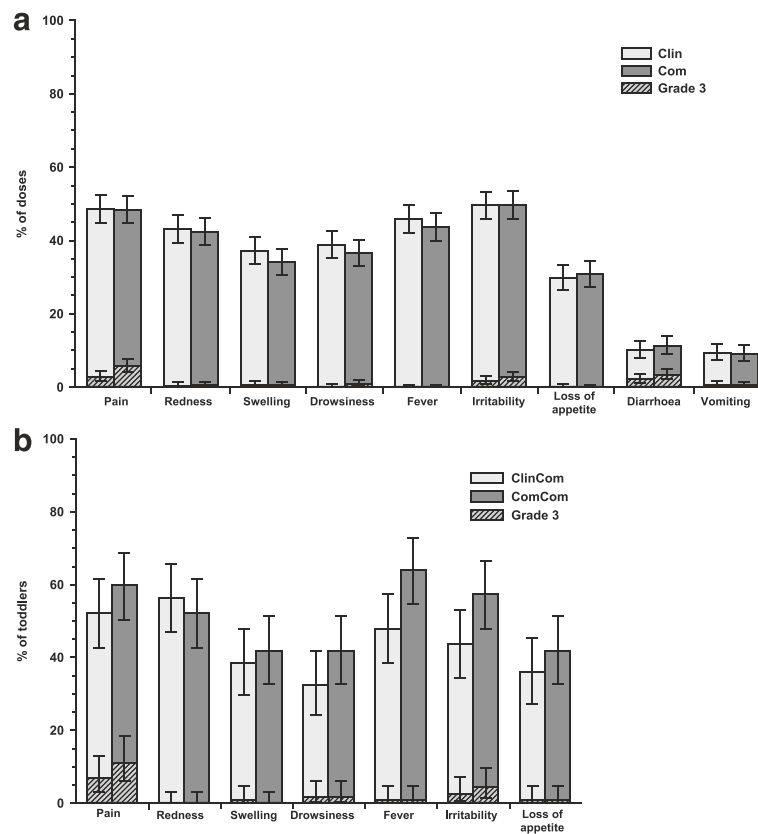 a
100
80
60
40
20
0
% of doses
Clin
Com
Grade 3
Pain
Redness
Swelling
Drowsiness
Fever
Irritability
Loss of
appetite
Diarrhoea
Vomiting
b
100
80
60
40
20
0
% of toddlers
ClinCom
ComCom
Grade 3
Pain
Redness
Swelling
Drowsiness
Fever
Irritability
Loss of
appetite